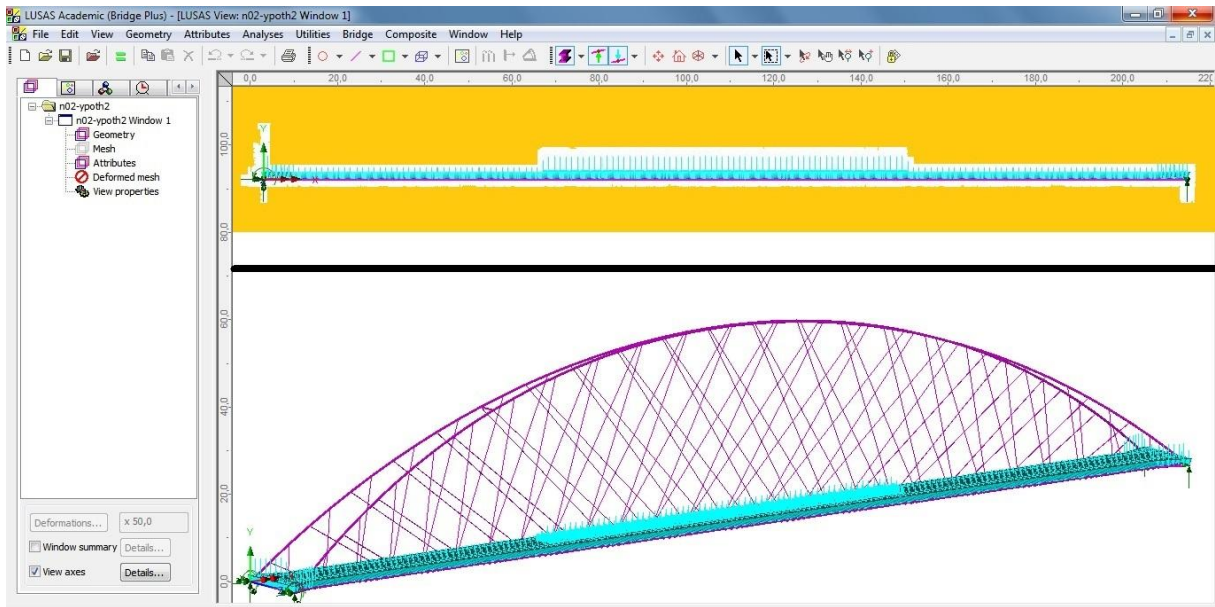 LUSAS Academic (Bridge Plus) - [LUSAS View: n02-ypoth2 Window 1]
File Edit View Geometry Attributes Analyses Utilities Bridge Composite Window Help
n02-ypoth2
n02-ypoth2 Window 1
Geometry
Mesh
Attributes
Deformed mesh
View properties
Deformations... x 50,0
Window summary Details...
View axes Details...
0,0 20,0 40,0 60,0 80,0 100,0 120,0 140,0 160,0 180,0 200,0 220
100,0
80,0
60,0
40,0
20,0
0,0
Y
X
Y